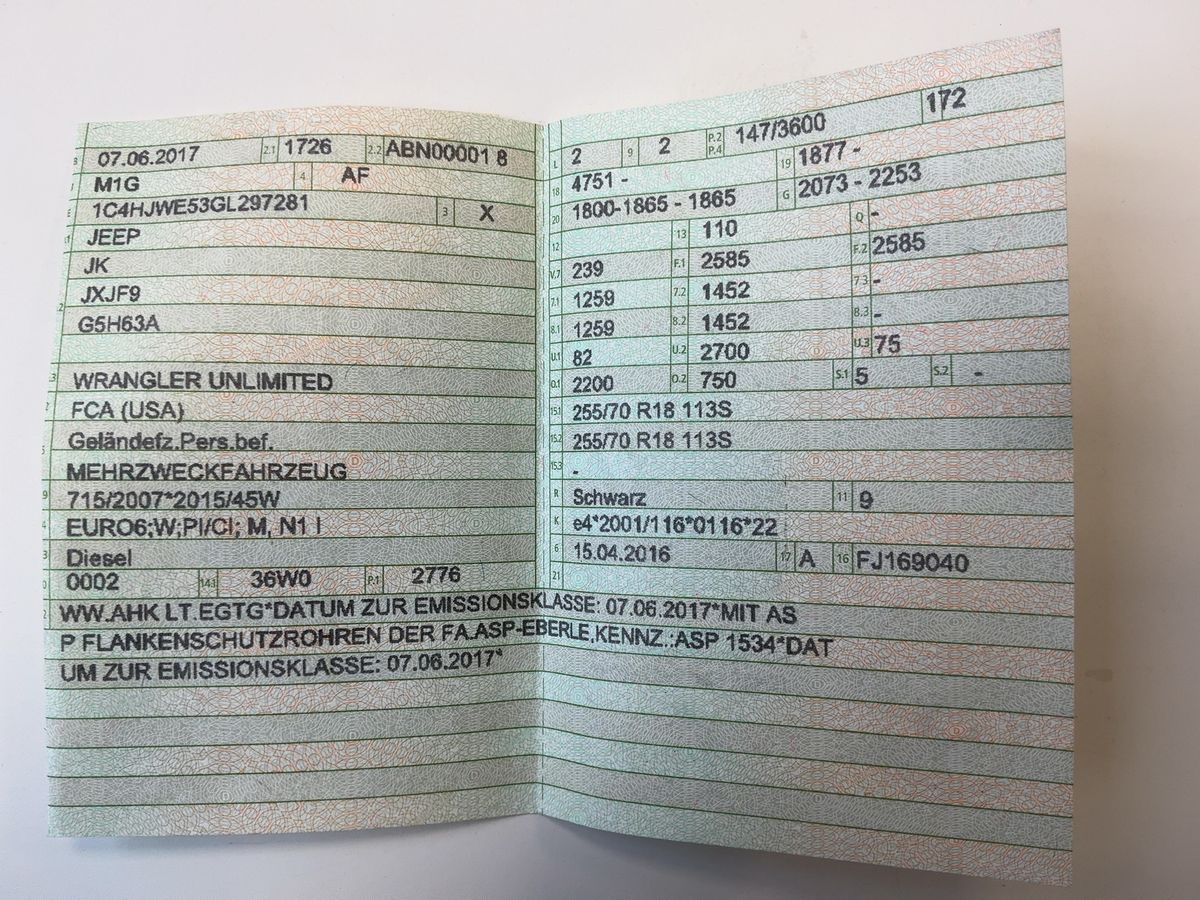 B 07.06.2017 2.1 1726 2.2 ABN00001 8
J M1G 4 AF
E 1C4HJWE53GL297281 3 X
JEEP
JK
JXJF9
G5H63A
WRANGLER UNLIMITED
FCA (USA)
Geländefz.Pers.bef.
MEHRZWECKFAHRZEUG
715/2007*2015/45W
EURO6;W;PI/CI; M, N1 I
Diesel
0002 14.1 36W0 P.1 2776
L 2 9 2 P.2 P.4 147/3600 172
18 4751 - 19 1877 -
20 1800-1865 - 1865 G 2073 - 2253
12 13 110 Q -
V.7 239 F.1 2585 F.2 2585
7.1 1259 7.2 1452 7.3 -
8.1 1259 8.2 1452 8.3 -
U.1 82 U.2 2700 U.3 75
O.1 2200 O.2 750 S.1 5 S.2 -
15.1 255/70 R18 113S
15.2 255/70 R18 113S
15.3 -
R Schwarz 11 9
K e4*2001/116*0116*22
6 15.04.2016 17 A 16 FJ169040
21
WW.AHK LT.EGTG*DATUM ZUR EMISSIONSKLASSE: 07.06.2017*MIT AS
P FLANKENSCHUTZROHREN DER FA.ASP-EBERLE,KENNZ.:ASP 1534*DAT
UM ZUR EMISSIONSKLASSE: 07.06.2017*